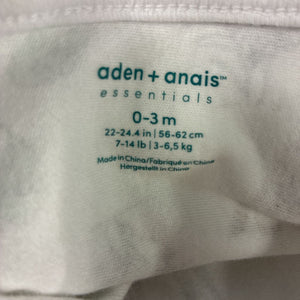 aden + anais™
essentials
0-3 m
22-24.4 in | 56-62 cm
7-14 lb | 3-6,5 kg
Made in China/Fabriqué en Chine
Hergestellt in China